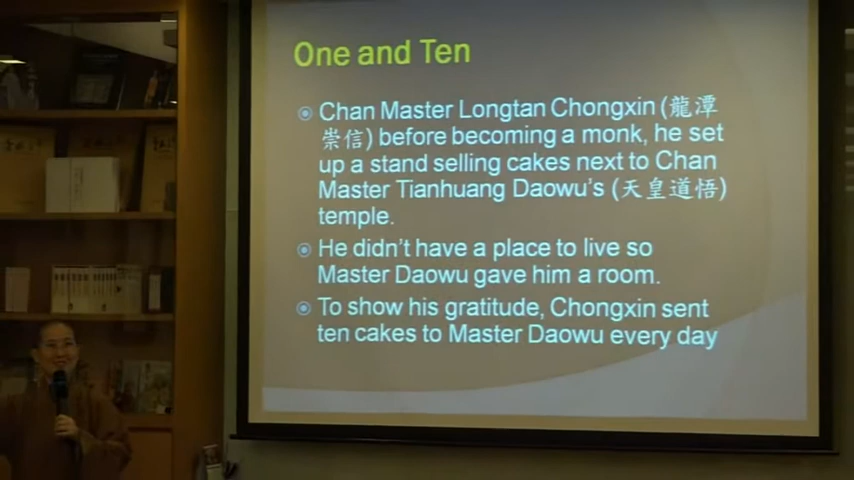 One and Ten
Chan Master Longtan Chongxin (龍潭
崇信) before becoming a monk, he set
up a stand selling cakes next to Chan
Master Tianhuang Daowu's (天皇道悟)
temple.
He didn't have a place to live so
Master Daowu gave him a room.
To show his gratitude, Chongxin sent
ten cakes to Master Daowu every day